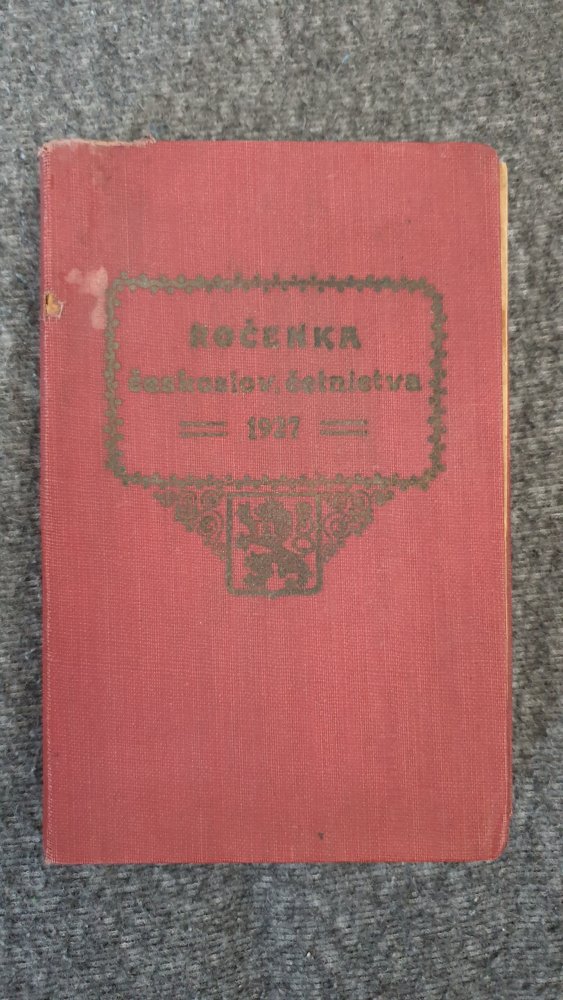 ROČENKA
českoslov. četnictva
1927